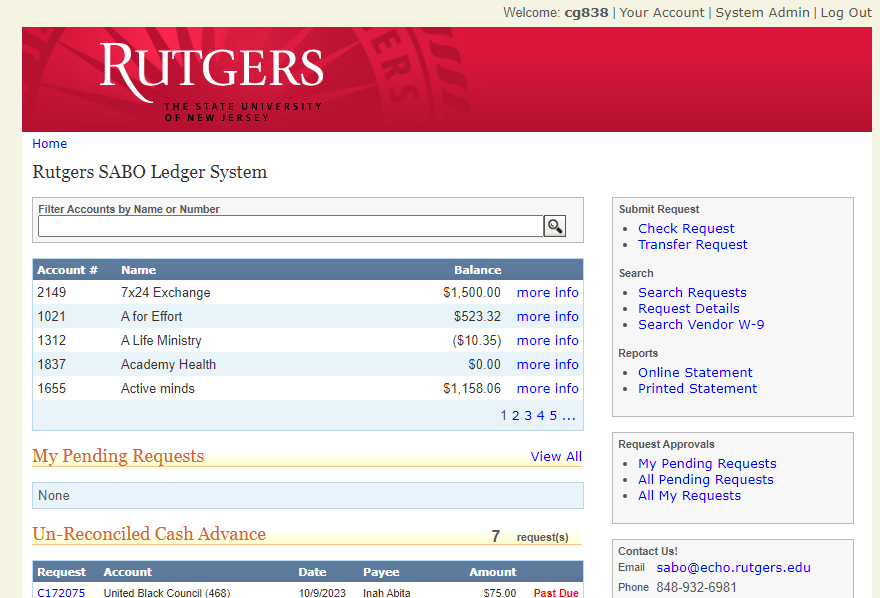 Welcome: cg838 | Your Account | System Admin | Log Out
RUTGERS
THE STATE UNIVERSITY
OF NEW JERSEY
Home
Rutgers SABO Ledger System
Filter Accounts by Name or Number
Account # Name Balance
2149 7x24 Exchange $1,500.00 more info
1021 A for Effort $523.32 more info
1312 A Life Ministry ($10.35) more info
1837 Academy Health $0.00 more info
1655 Active minds $1,158.06 more info
1 2 3 4 5 ...
My Pending Requests View All
None
Un-Reconciled Cash Advance 7 request(s)
Request Account Date Payee Amount
C172075 United Black Council (468) 10/9/2023 Inah Abita $75.00 Past Due
Submit Request
• Check Request
• Transfer Request
Search
• Search Requests
• Request Details
• Search Vendor W-9
Reports
• Online Statement
• Printed Statement
Request Approvals
• My Pending Requests
• All Pending Requests
• All My Requests
Contact Us!
Email sabo@echo.rutgers.edu
Phone 848-932-6981